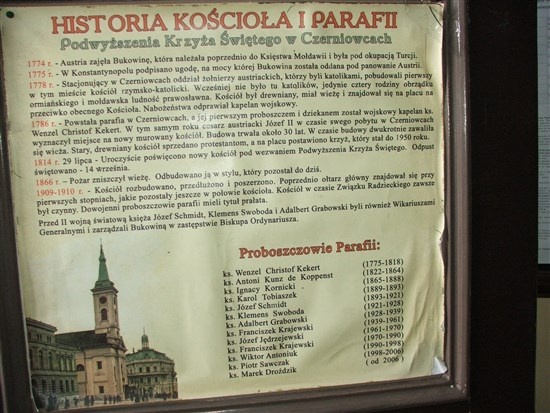 HISTORIA KOŚCIOŁA I PARAFII
Podwyższenia Krzyża Świętego w Czerniowcach
1774 r. - Austria zajęła Bukowinę, która należała poprzednio do Księstwa Mołdawii i była pod okupacją Turcji.
1775 r. - W Konstantynopolu podpisano ugodę, na mocy której Bukowina została oddana pod panowanie Austrii.
1778 r. - Stacjonujący w Czerniowcach oddział żołnierzy austriackich, którzy byli katolikami, pobudowali pierwszy
w tym mieście kościół rzymsko-katolicki. Wcześniej nie było tu katolików, jedynie cztery rodziny obrządku
ormiańskiego i mołdawska ludność prawosławna. Kościół był drewniany, miał wieżę i znajdował się na placu na
przeciwko obecnego Kościoła. Nabożeństwa odprawiał kapelan wojskowy.
1786 r. - Powstała parafia w Czerniowcach, a jej pierwszym proboszczem i dziekanem został wojskowy kapelan ks.
Wenzel Christof Kekert. W tym samym roku cesarz austriacki Józef II w czasie swego pobytu w Czerniowcach
wyznaczył miejsce na nowy murowany kościół. Budowa trwała około 30 lat. W czasie budowy dwukrotnie zawaliła
się wieża. Stary, drewniany kościół sprzedano protestantom, a na placu postawiono krzyż, który stał do 1950 roku.
1814 r. 29 lipca - Uroczyście poświęcono nowy kościół pod wezwaniem Podwyższenia Krzyża Świętego. Odpust
świętowano - 14 września.
1866 r. – Pożar zniszczył wieżę. Odbudowano ją w stylu, który pozostał do dziś.
1909-1910 r. - Kościół rozbudowano, przedłużono i poszerzono. Poprzednio ołtarz główny znajdował się przy
pierwszych stopniach, jakie pozostały jeszcze w połowie kościoła. Kościół w czasie Związku Radzieckiego zawsze
był czynny. Dowojenni proboszczowie parafii mieli tytuł prałata.
Przed II wojną światową księża Józef Schmidt, Klemens Swoboda i Adalbert Grabowski byli również Wikariuszami
Generalnymi i zarządzali Bukowiną w zastępstwie Biskupa Ordynariusza.
Proboszczowie Parafii:
ks. Wenzel Christof Kekert (1775-1818)
ks. Antoni Kunz de Koppenst (1822-1864)
ks. Ignacy Kornicki (1865-1888)
ks. Karol Tobiaszek (1889-1893)
ks. Józef Schmidt (1893-1921)
ks. Klemens Swoboda (1921-1928)
ks. Adalbert Grabowski (1928-1939)
ks. Franciszek Krajewski (1939-1961)
ks. Józef Jędrzejewski (1961-1970)
ks. Franciszek Krajewski (1970-1990)
ks. Wiktor Antoniuk (1990-1998)
ks. Piotr Sawczak (1998-2006)
ks. Marek Droździk ( od 2006 )